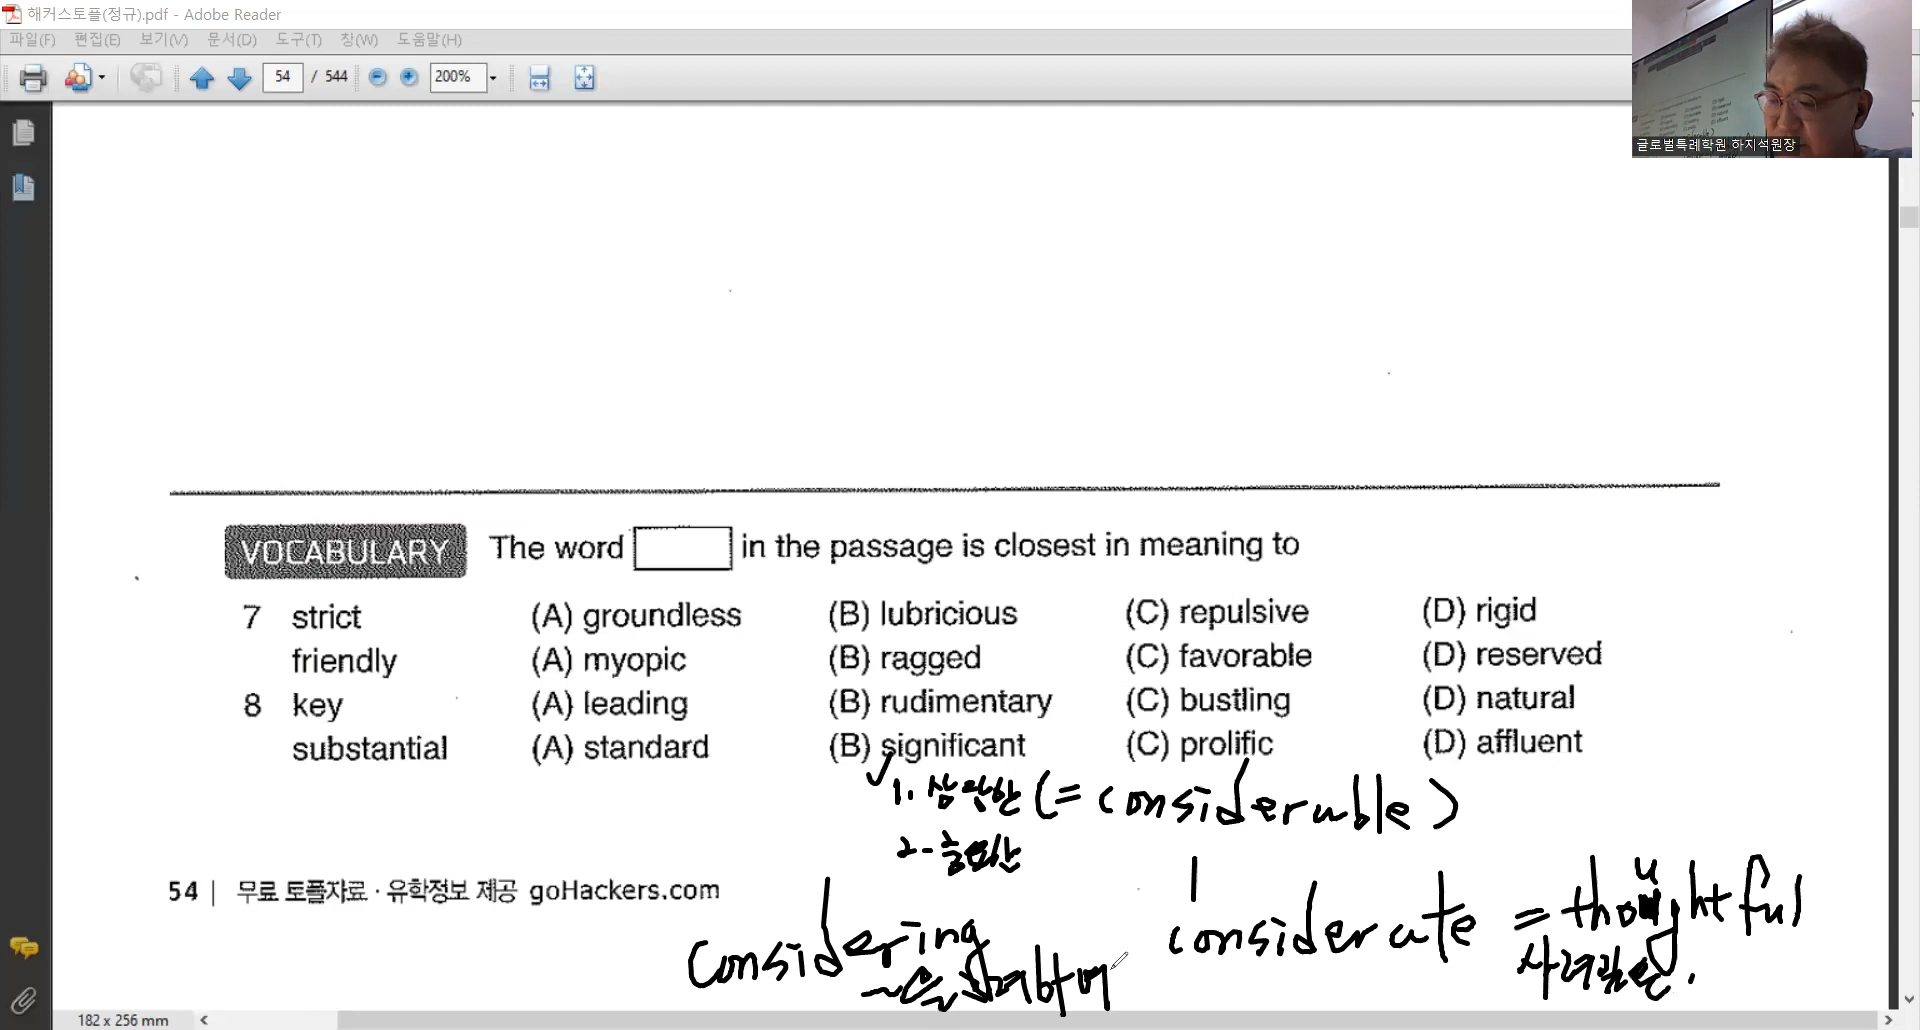 해커스토플(정규).pdf - Adobe Reader
파일(F) 편집(E) 보기(V) 문서(D) 도구(T) 창(W) 도움말(H)
54 / 544 200%
글로벌특례학원 하지석원장
VOCABULARY The word in the passage is closest in meaning to
7 strict (A) groundless (B) lubricious (C) repulsive (D) rigid
friendly (A) myopic (B) ragged (C) favorable (D) reserved
8 key (A) leading (B) rudimentary (C) bustling (D) natural
substantial (A) standard (B) significant (C) prolific (D) affluent
1. 상당한 (= considerable)
2- 중요한
54 | 무료 토플자료 · 유학정보 제공 goHackers.com
considerate = thoughtful
사려깊은.
Considering
182 x 256 mm